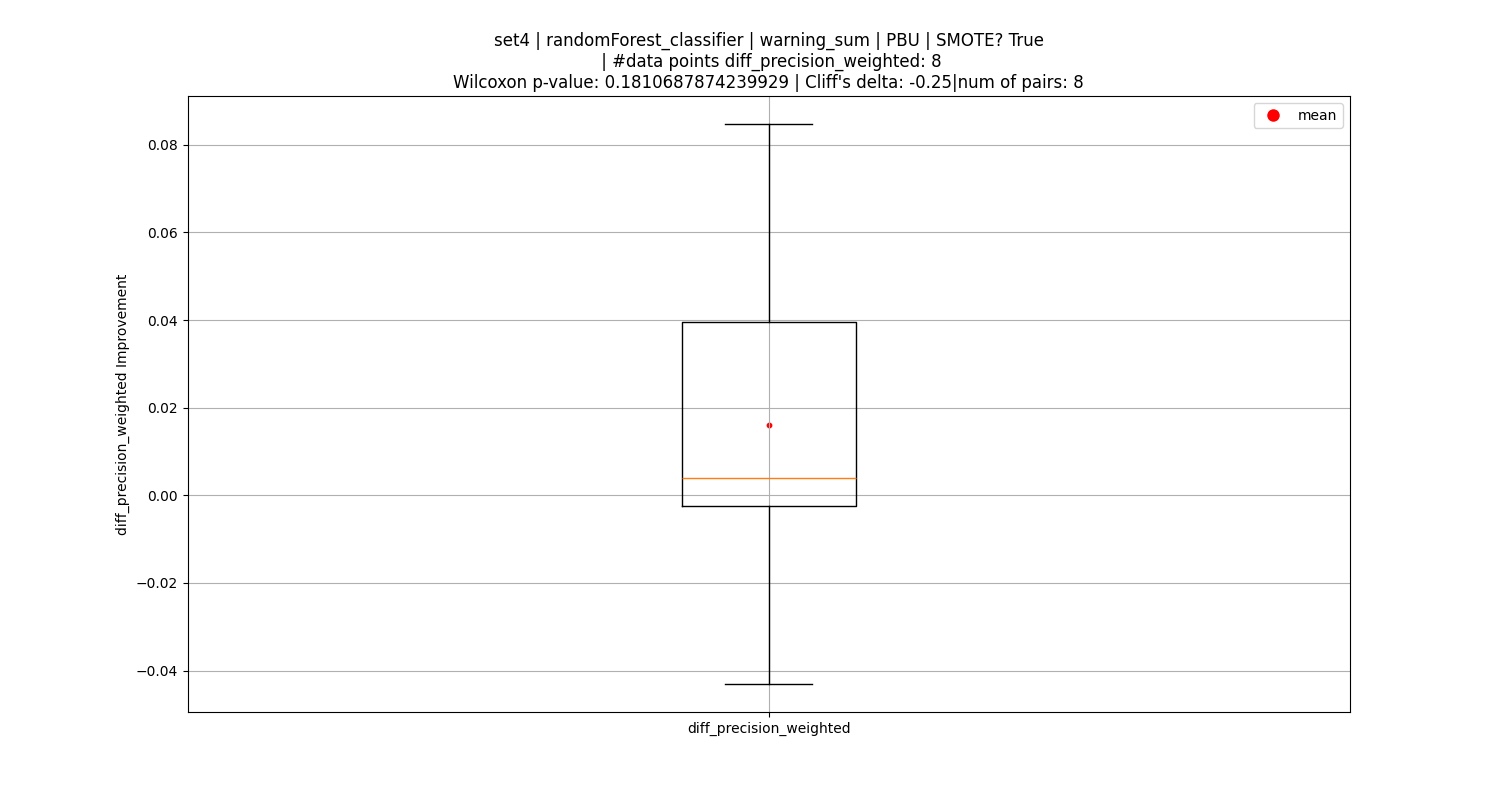 set4 | randomForest_classifier | warning_sum | PBU | SMOTE? True
| #data points diff_precision_weighted: 8
Wilcoxon p-value: 0.1810687874239929 | Cliff's delta: -0.25|num of pairs: 8
mean
0.08
0.06
0.04
0.02
0.00
−0.02
−0.04
diff_precision_weighted Improvement
diff_precision_weighted